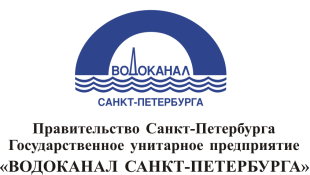 ВОДОКАНАЛ
САНКТ-ПЕТЕРБУРГА
Правительство Санкт-Петербурга
Государственное унитарное предприятие
«ВОДОКАНАЛ САНКТ-ПЕТЕРБУРГА»